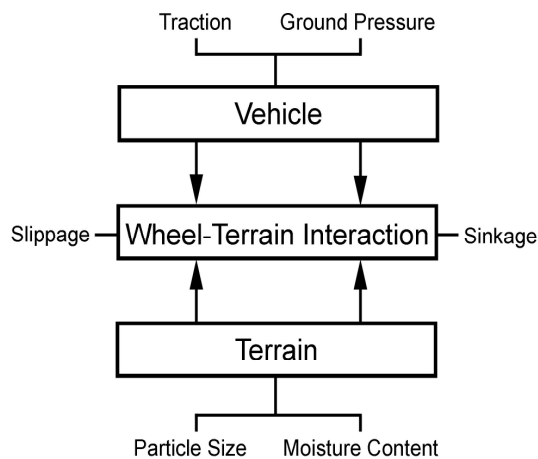 Traction Ground Pressure
Vehicle
Slippage Wheel-Terrain Interaction Sinkage
Terrain
Particle Size Moisture Content